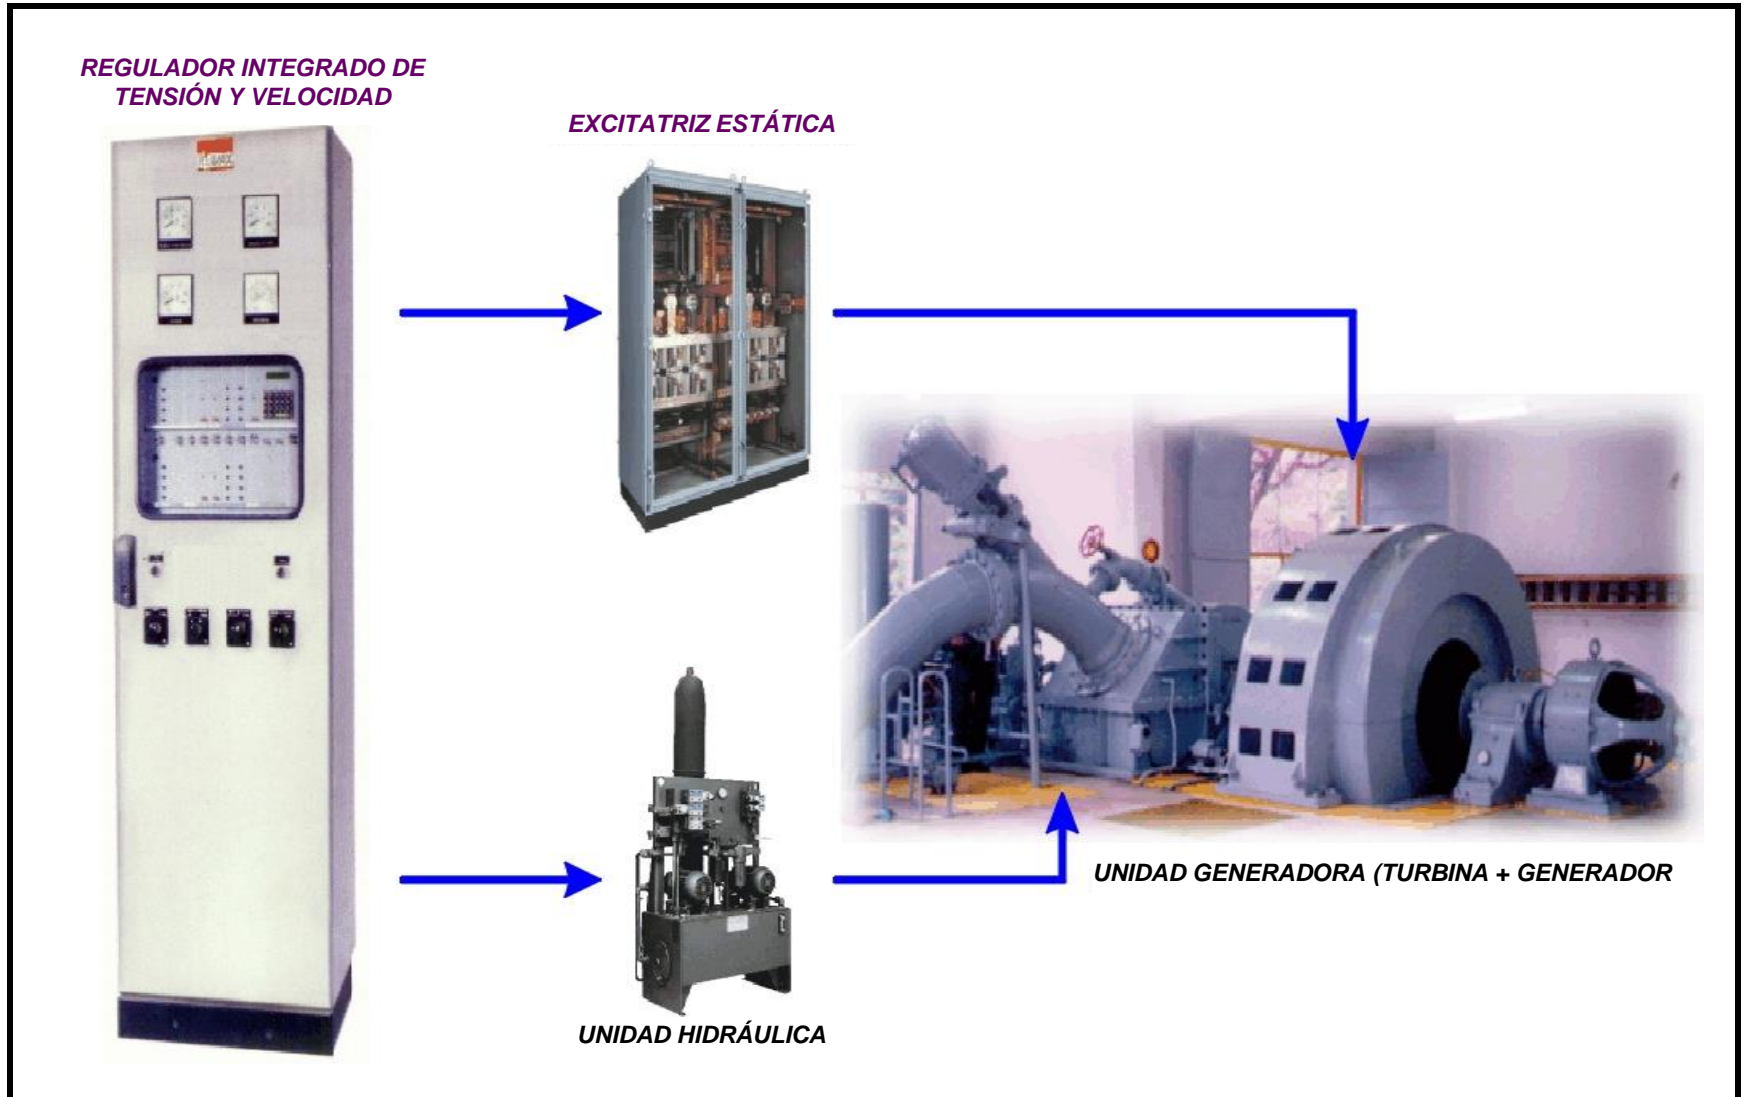 REGULADOR INTEGRADO DE
TENSIÓN Y VELOCIDAD
EXCITATRIZ ESTÁTICA
UNIDAD GENERADORA (TURBINA + GENERADOR
UNIDAD HIDRÁULICA